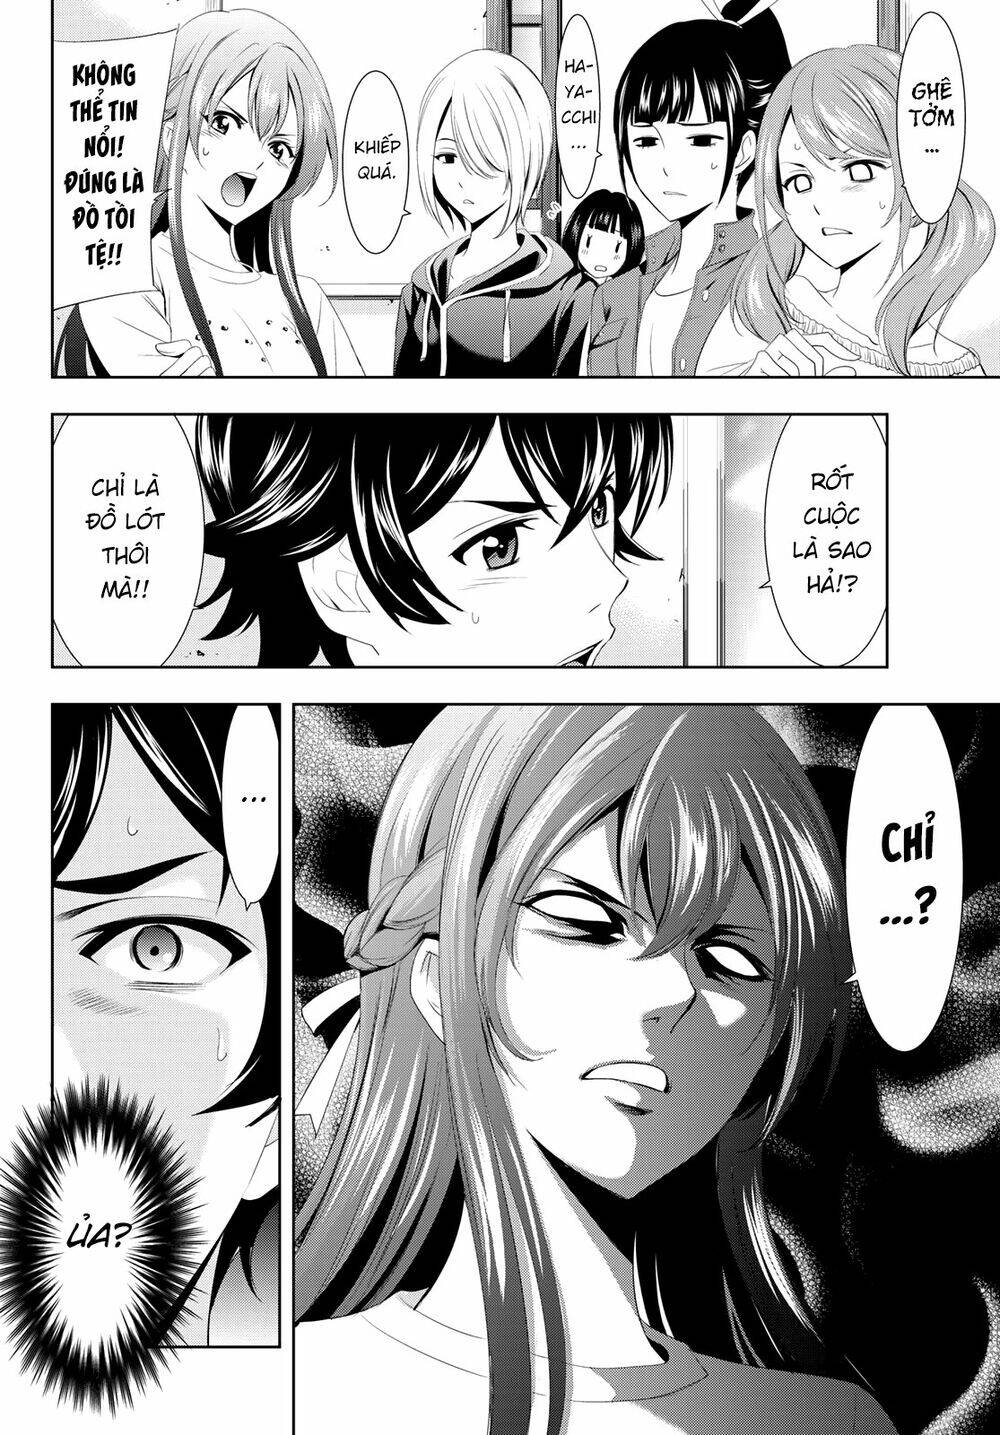 GHÊ
TỞM
...
HA-
YA-
CCHI
...
KHIẾP
QUÁ.
KHÔNG
THỂ TIN
NỔI!
ĐÚNG LÀ
ĐỒ TỒI
TỆ!!
RỐT
CUỘC
LÀ SAO
HẢ!?
CHỈ LÀ
ĐỒ LÓT
THÔI
MÀ!!
CHỈ
...?
...
ỦA?